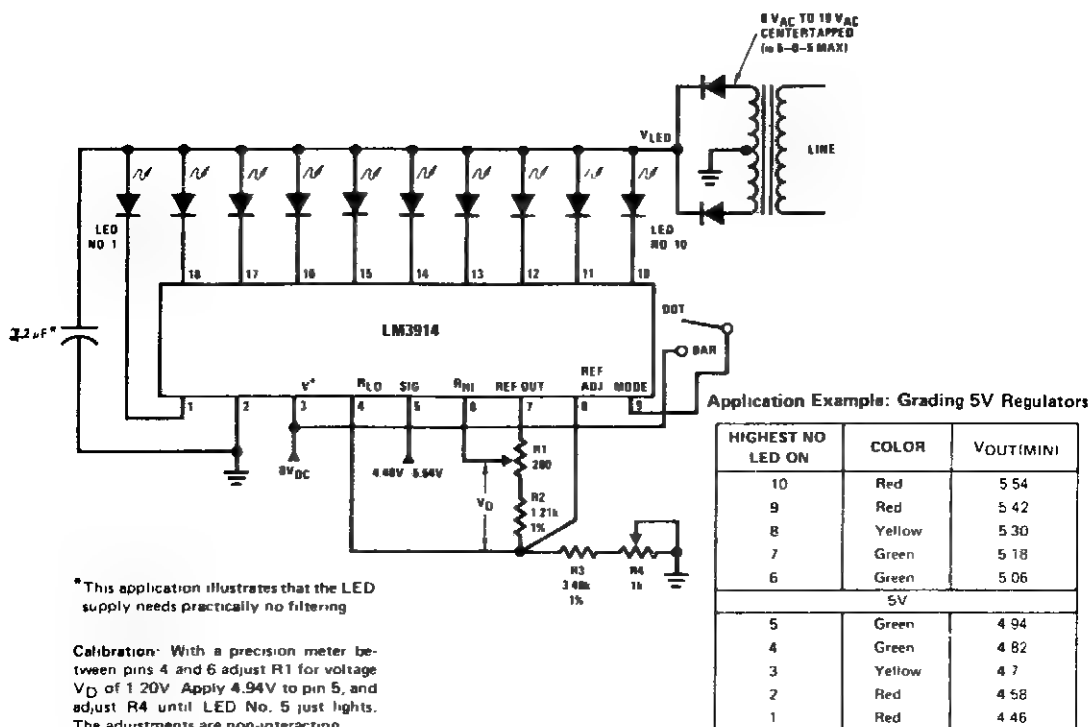 8 VAC TO 18 VAC
CENTERTAPPED
VLED
LINE
LED
NO 1
LED
NO 10
18 17 16 15 14 13 12 11 10
LM3914
2.2 µF*
DOT
BAR
V+ RLO SIG RHI REF OUT REF ADJ MODE
1 2 3 4 5 6 7 8 9
8VDC
4.46V 5.54V
VD
R1
200
R2
1 21k
1%
R3
3 48k
1%
R4
1k
*This application illustrates that the LED
supply needs practically no filtering
Calibration· With a precision meter be-
tween pins 4 and 6 adjust R1 for voltage
VD of 1 20V Apply 4.94V to pin 5, and
adjust R4 until LED No. 5 just lights.
The adjustments are non-interacting
Application Example: Grading 5V Regulators
HIGHEST NO LED ON COLOR VOUT(MIN)
10 Red 5 54
9 Red 5 42
8 Yellow 5 30
7 Green 5 18
6 Green 5 06
5V
5 Green 4 94
4 Green 4 82
3 Yellow 4 7
2 Red 4 58
1 Red 4 46